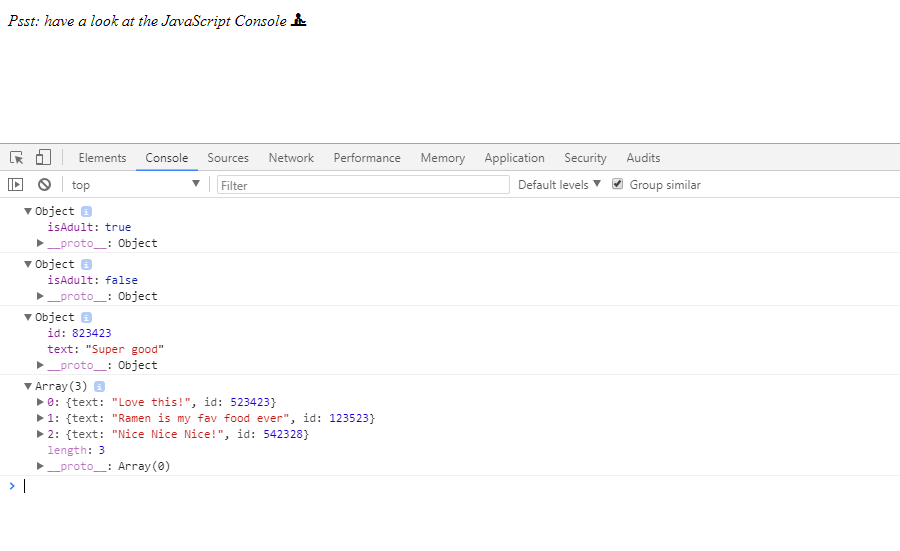 Psst: have a look at the JavaScript Console 💁
Elements Console Sources Network Performance Memory Application Security Audits
top ▼ Filter Default levels ▼ Group similar
▼Object i
isAdult: true
▶__proto__: Object
▼Object i
isAdult: false
▶__proto__: Object
▼Object i
id: 823423
text: "Super good"
▶__proto__: Object
▼Array(3) i
▶0: {text: "Love this!", id: 523423}
▶1: {text: "Ramen is my fav food ever", id: 123523}
▶2: {text: "Nice Nice Nice!", id: 542328}
length: 3
▶__proto__: Array(0)
>